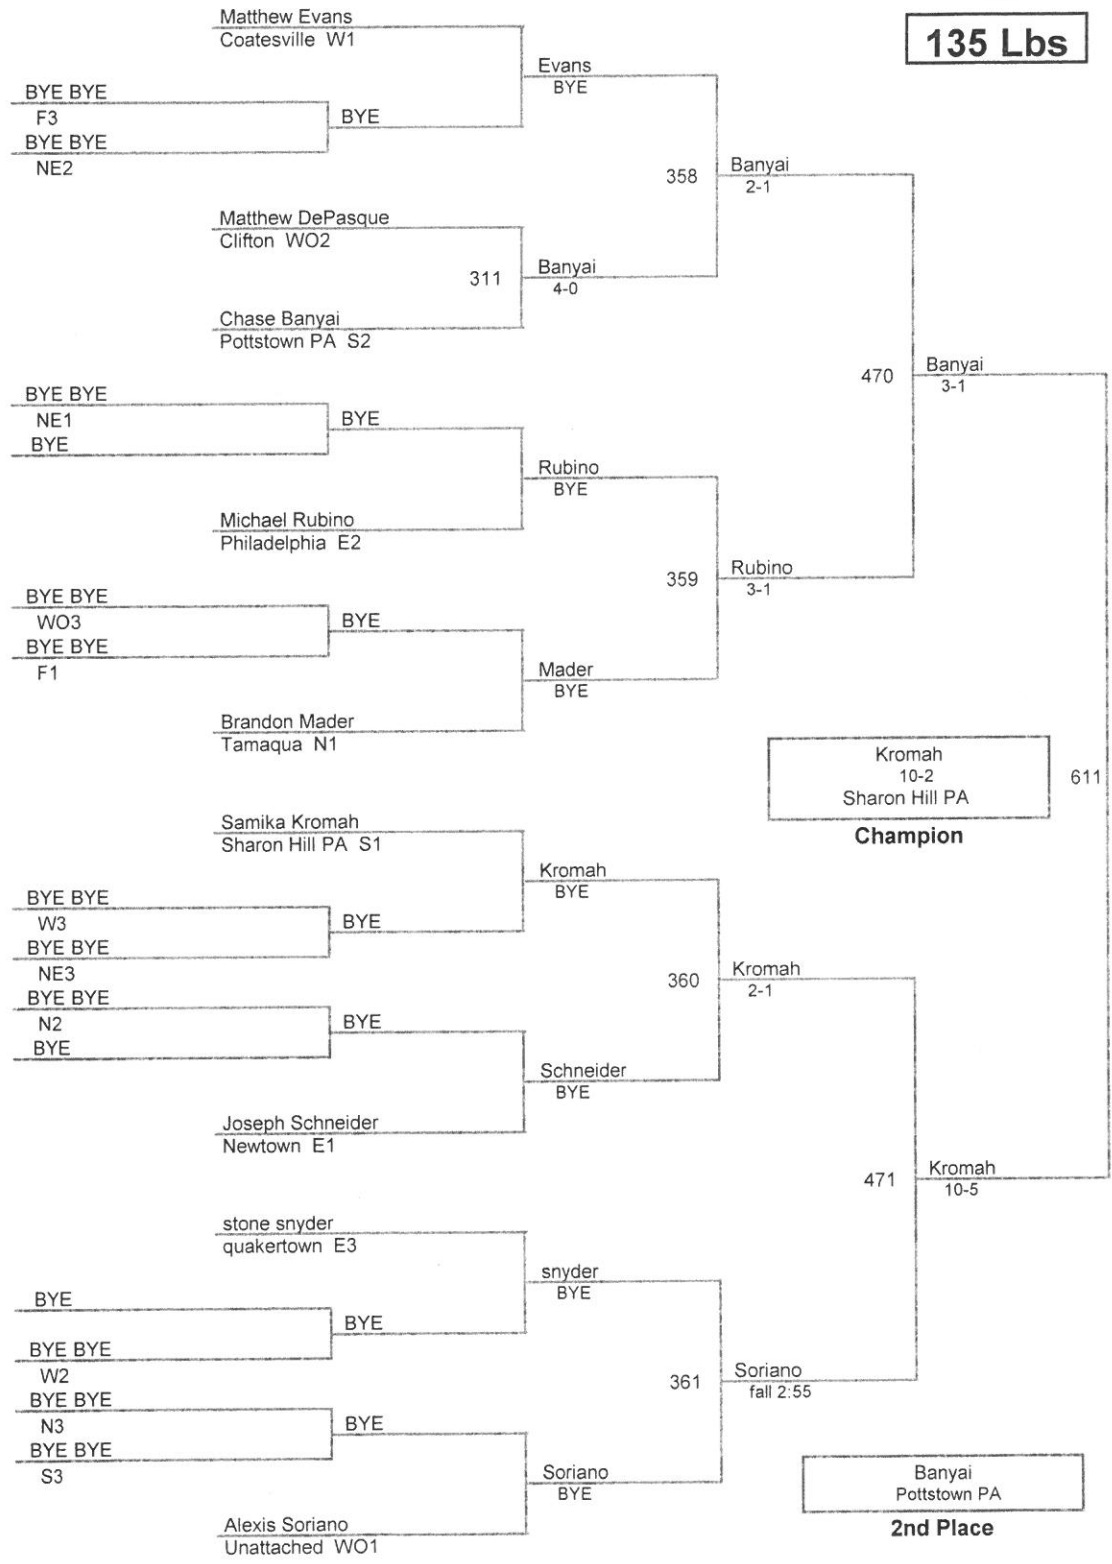 135 Lbs
Matthew Evans
Coatesville W1
Evans
BYE
BYE BYE
F3
BYE
BYE BYE
NE2
358
Banyai
2-1
Matthew DePasque
Clifton WO2
311
Banyai
4-0
Chase Banyai
Pottstown PA S2
470
Banyai
3-1
BYE BYE
NE1
BYE
BYE
Rubino
BYE
Michael Rubino
Philadelphia E2
359
Rubino
3-1
BYE BYE
WO3
BYE
BYE BYE
F1
Mader
BYE
Brandon Mader
Tamaqua N1
Kromah
10-2
Sharon Hill PA
611
Champion
Samika Kromah
Sharon Hill PA S1
Kromah
BYE
BYE BYE
W3
BYE
BYE BYE
NE3
360
Kromah
2-1
BYE BYE
N2
BYE
BYE
Schneider
BYE
Joseph Schneider
Newtown E1
471
Kromah
10-5
stone snyder
quakertown E3
snyder
BYE
BYE
BYE
BYE BYE
W2
361
Soriano
fall 2:55
BYE BYE
N3
BYE
BYE BYE
S3
Soriano
BYE
Alexis Soriano
Unattached WO1
Banyai
Pottstown PA
2nd Place